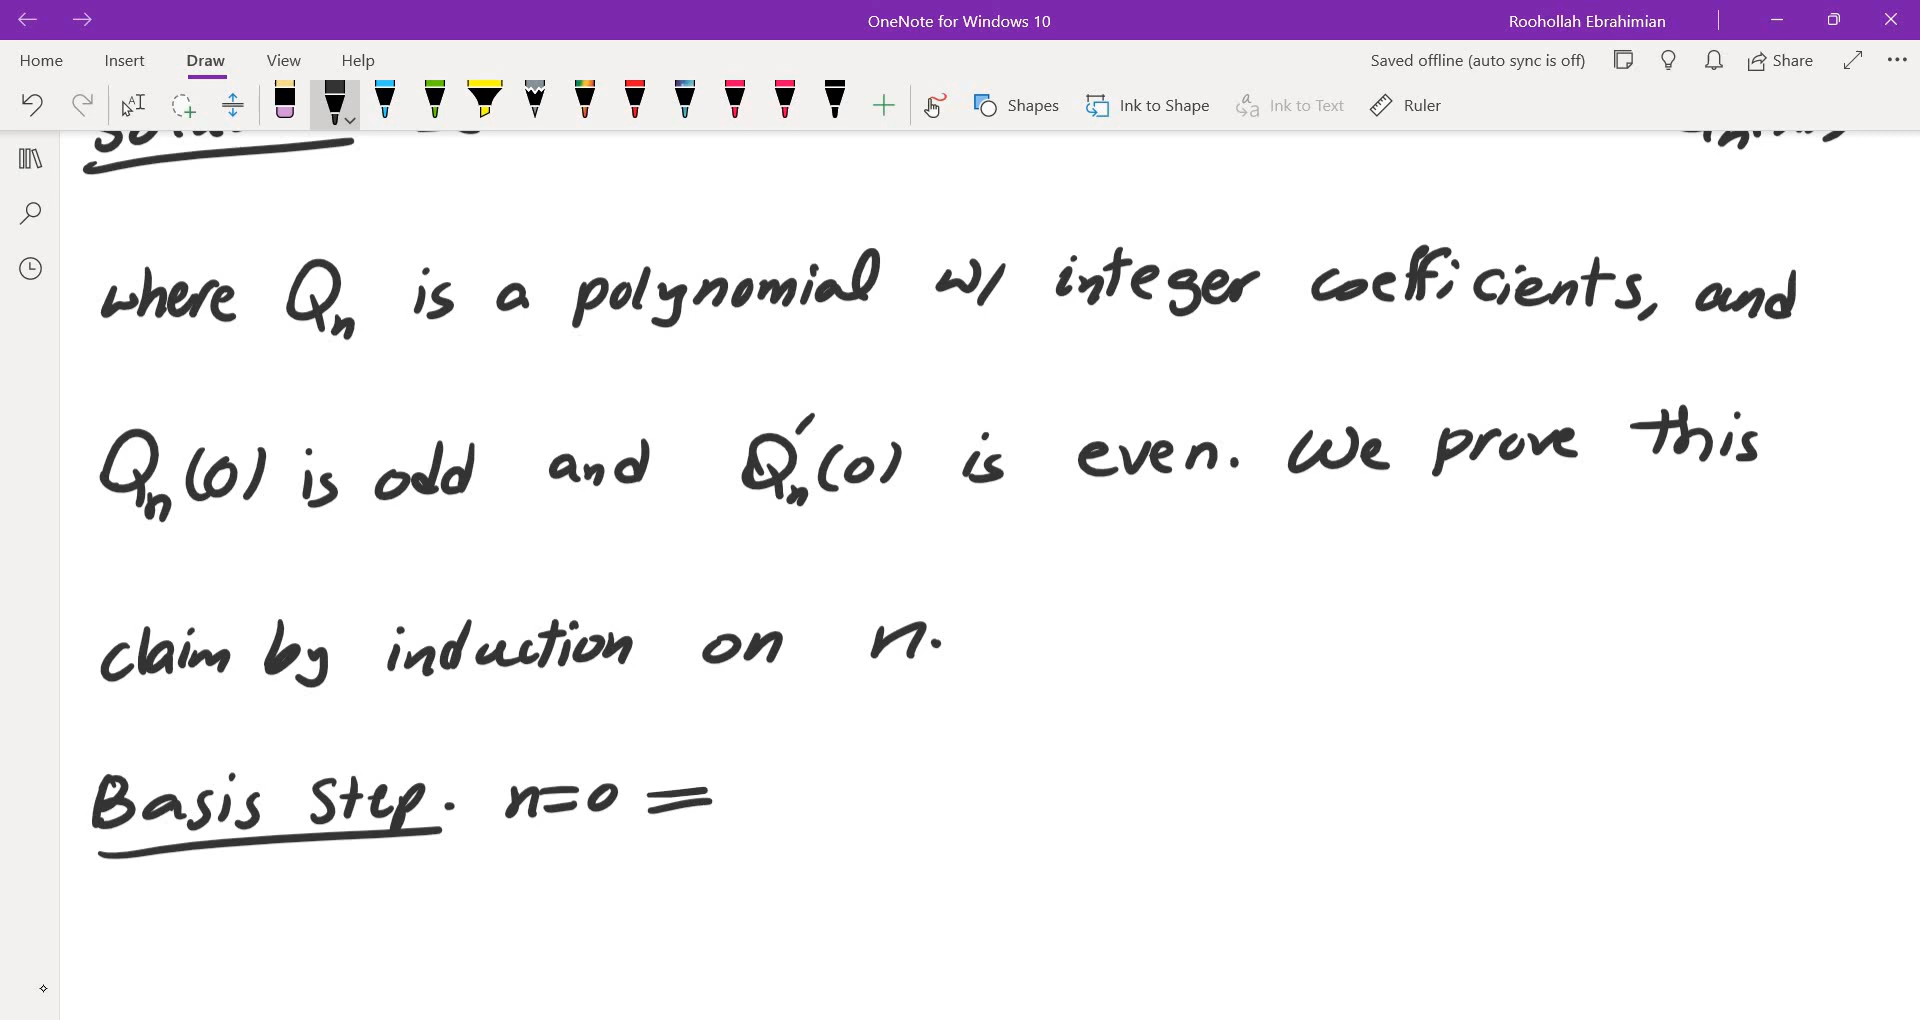 OneNote for Windows 10
Roohollah Ebrahimian
Home Insert Draw View Help
Saved offline (auto sync is off) Share
Shapes Ink to Shape Ink to Text Ruler
where Qn is a polynomial w/ integer coefficients, and
Qn(0) is odd and Q'n(0) is even. We prove this
claim by induction on n.
Basis Step. n=0 =